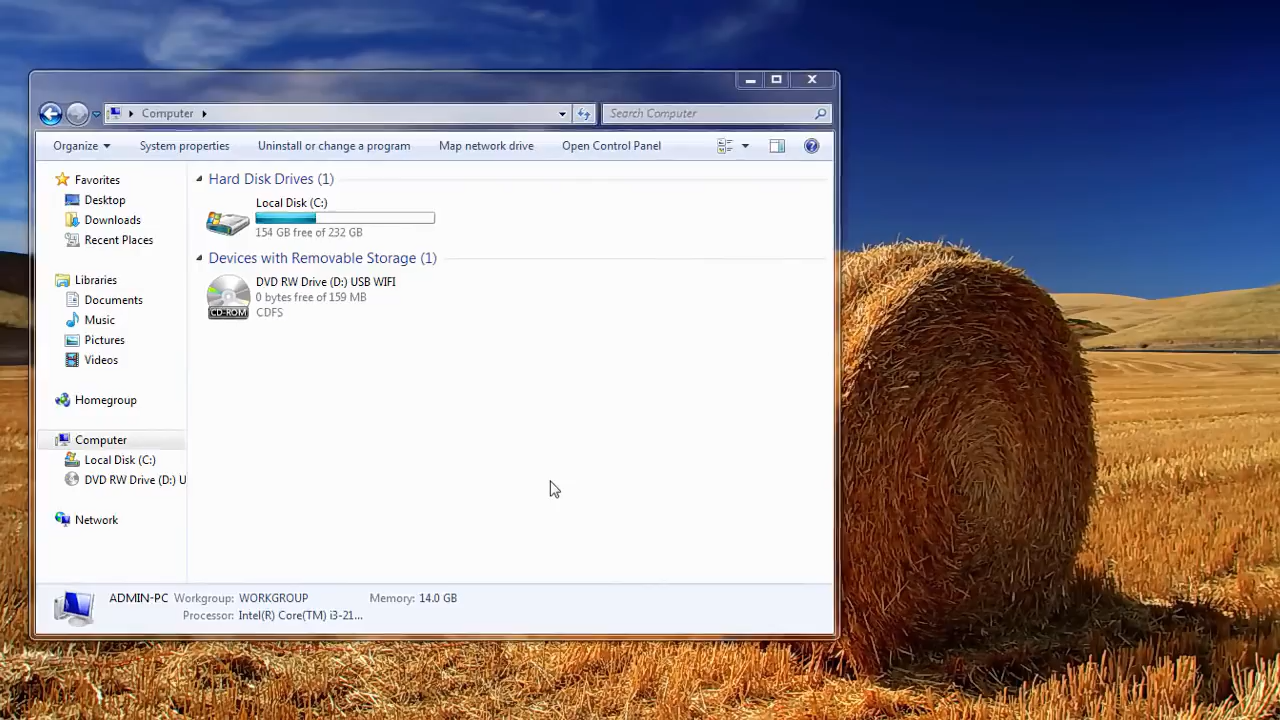 Computer
Search Computer
Organize
System properties
Uninstall or change a program
Map network drive
Open Control Panel
Favorites
Desktop
Downloads
Recent Places
Libraries
Documents
Music
Pictures
Videos
Homegroup
Computer
Local Disk (C:)
DVD RW Drive (D:) U
Network
Hard Disk Drives (1)
Local Disk (C:)
154 GB free of 232 GB
Devices with Removable Storage (1)
DVD RW Drive (D:) USB WIFI
0 bytes free of 159 MB
CDFS
CD-ROM
ADMIN-PC Workgroup: WORKGROUP Memory: 14.0 GB
Processor: Intel(R) Core(TM) i3-21...